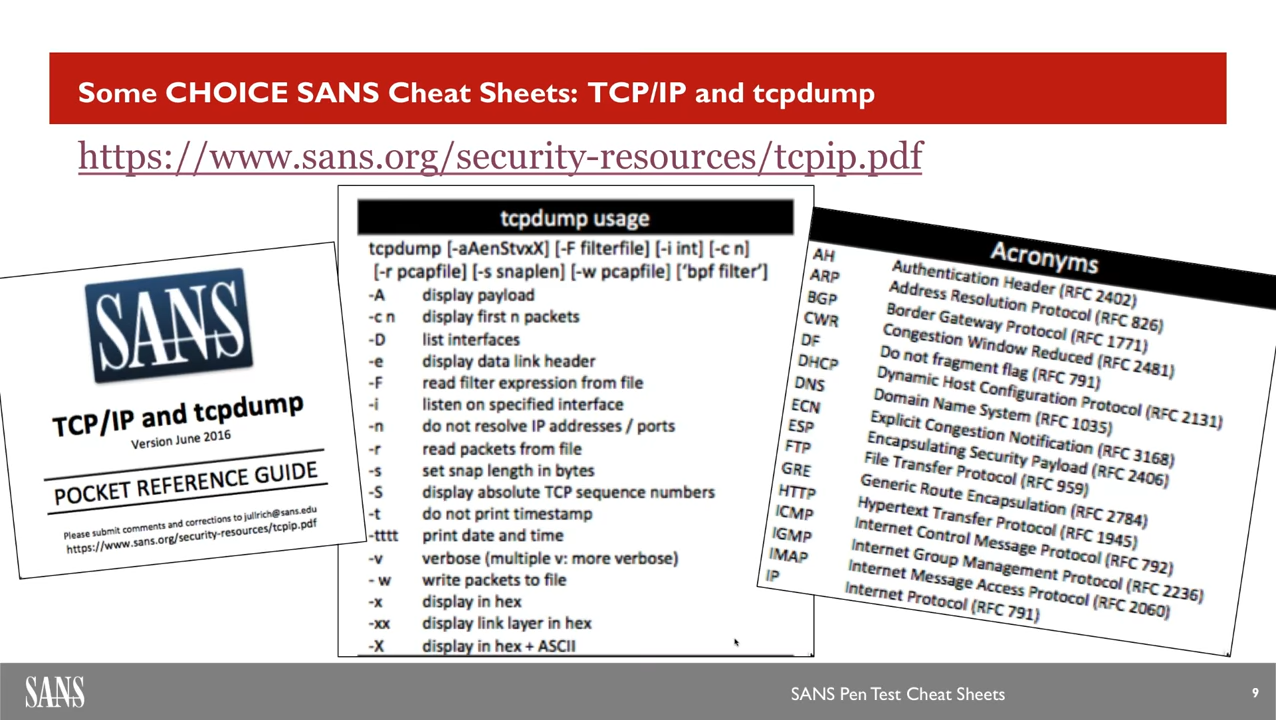 Some CHOICE SANS Cheat Sheets: TCP/IP and tcpdump
https://www.sans.org/security-resources/tcpip.pdf
SANS
TCP/IP and tcpdump
Version June 2016
POCKET REFERENCE GUIDE
Please submit comments and corrections to jullrich@sans.edu
https://www.sans.org/security-resources/tcpip.pdf
tcpdump usage
tcpdump [-aAenStvxX] [-F filterfile] [-i int] [-c n]
[-r pcapfile] [-s snaplen] [-w pcapfile] ['bpf filter']
-A display payload
-c n display first n packets
-D list interfaces
-e display data link header
-F read filter expression from file
-i listen on specified interface
-n do not resolve IP addresses / ports
-r read packets from file
-s set snap length in bytes
-S display absolute TCP sequence numbers
-t do not print timestamp
-tttt print date and time
-v verbose (multiple v: more verbose)
- w write packets to file
-x display in hex
-xx display link layer in hex
-X display in hex + ASCII
Acronyms
AH Authentication Header (RFC 2402)
ARP Address Resolution Protocol (RFC 826)
BGP Border Gateway Protocol (RFC 1771)
CWR Congestion Window Reduced (RFC 2481)
DF Do not fragment flag (RFC 791)
DHCP Dynamic Host Configuration Protocol (RFC 2131)
DNS Domain Name System (RFC 1035)
ECN Explicit Congestion Notification (RFC 3168)
ESP Encapsulating Security Payload (RFC 2406)
FTP File Transfer Protocol (RFC 959)
GRE Generic Route Encapsulation (RFC 2784)
HTTP Hypertext Transfer Protocol (RFC 1945)
ICMP Internet Control Message Protocol (RFC 792)
IGMP Internet Group Management Protocol (RFC 2236)
IMAP Internet Message Access Protocol (RFC 2060)
IP Internet Protocol (RFC 791)
SANS
SANS Pen Test Cheat Sheets
9